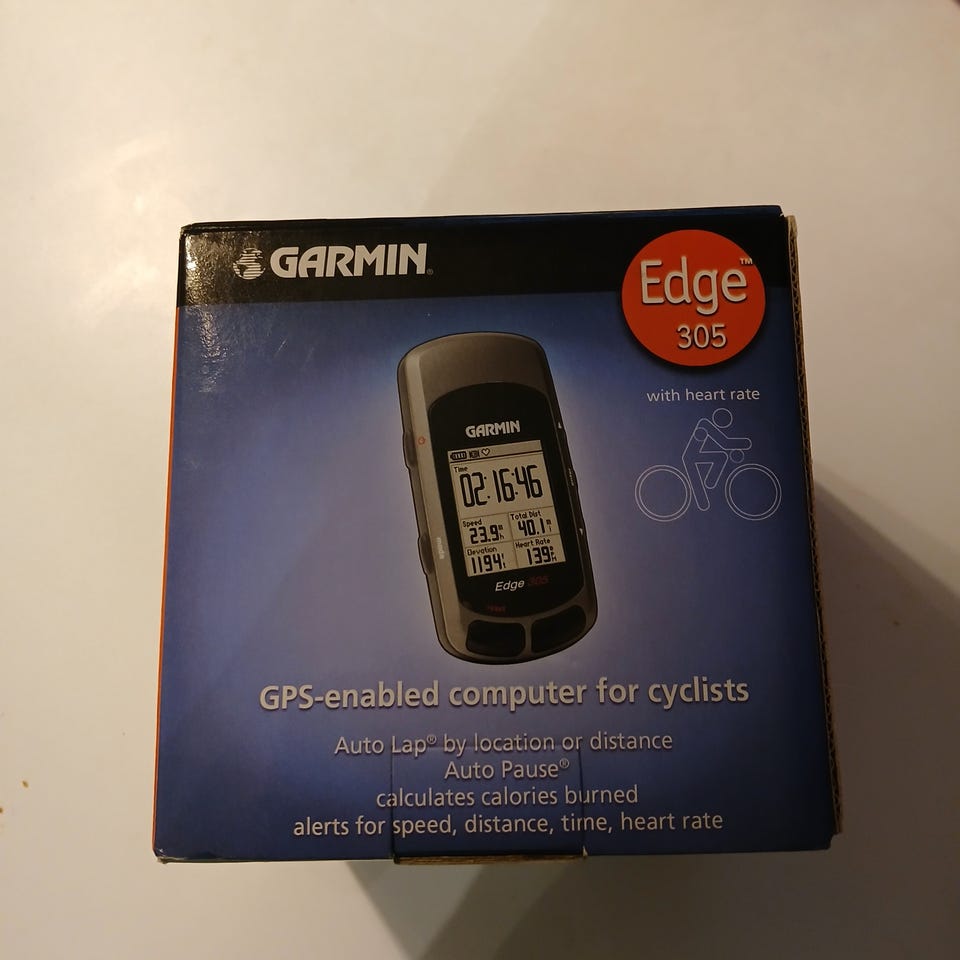 GARMIN®
Edge™
305
with heart rate
GARMIN
Time
02:16:46
Speed
Total Dist
23.9
40.1
Elevation
Heart Rate
1194
139
Edge 305
GPS-enabled computer for cyclists
Auto Lap® by location or distance
Auto Pause®
calculates calories burned
alerts for speed, distance, time, heart rate